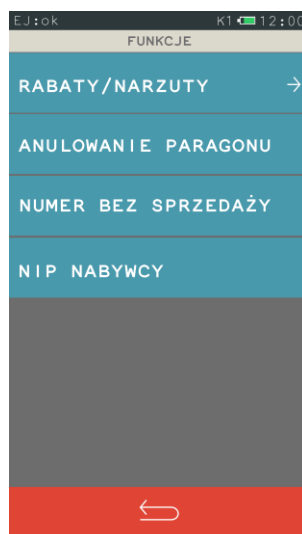 EJ:ok K1 12:00
FUNKCJE
RABATY/NARZUTY →
ANULOWANIE PARAGONU
NUMER BEZ SPRZEDAŻY
NIP NABYWCY